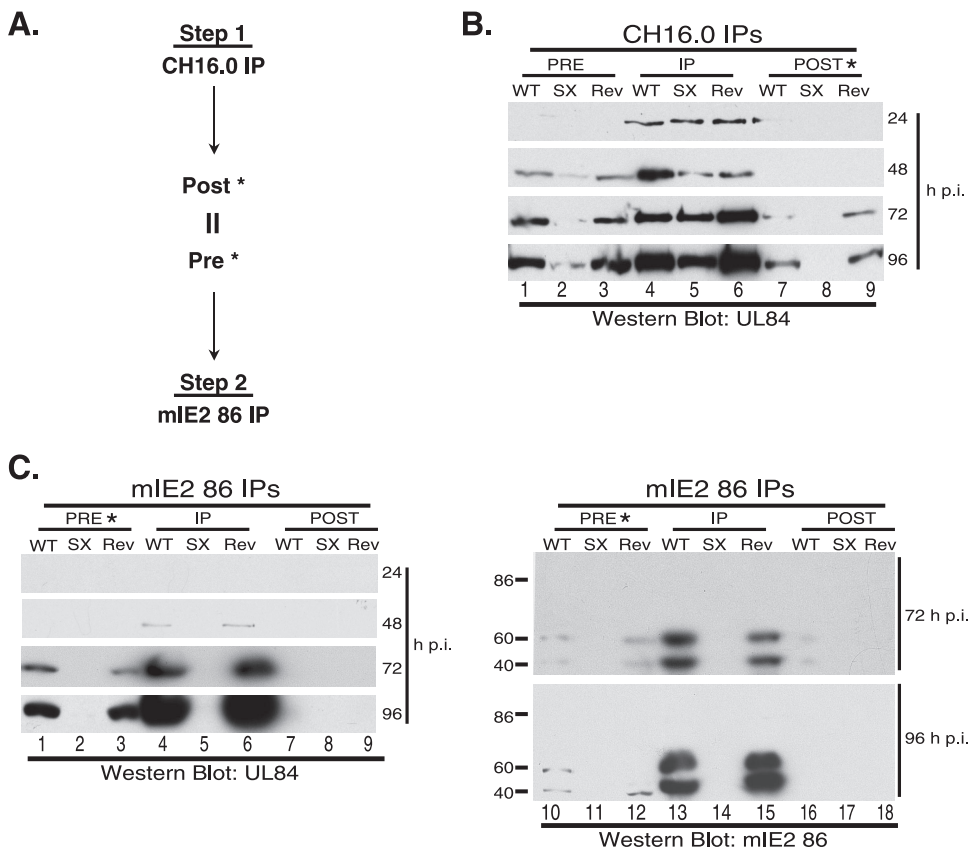 A.
Step 1
CH16.0 IP
Post *
=
Pre *
Step 2
mIE2 86 IP
B.
CH16.0 IPs
PRE IP POST *
WT SX Rev WT SX Rev WT SX Rev
24
48
72
96
h p.i.
1 2 3 4 5 6 7 8 9
Western Blot: UL84
C.
mIE2 86 IPs
PRE * IP POST
WT SX Rev WT SX Rev WT SX Rev
24
48
72
96
h p.i.
1 2 3 4 5 6 7 8 9
Western Blot: UL84
mIE2 86 IPs
PRE * IP POST
WT SX Rev WT SX Rev WT SX Rev
86
60
40
72 h p.i.
86
60
40
96 h p.i.
10 11 12 13 14 15 16 17 18
Western Blot: mIE2 86